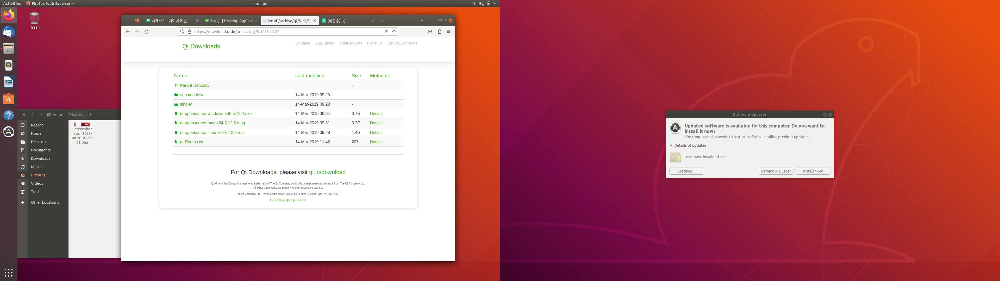 Activities
Firefox Web Browser
수 10 : 46
Trash
내게쓰기 : 네이버 메일
Try Qt | Develop Applica
Index of /archive/qt/5.12/5.
(작성중) [Qt]
https://download.qt.io/archive/qt/5.12/5.12.2/
Qt Downloads
Qt Home
Bug Tracker
Code Review
Planet Qt
Get Qt Extensions
Name Last modified Size Metadata
Parent Directory -
submodules/ 14-Mar-2019 09:25 -
single/ 14-Mar-2019 09:23 -
qt-opensource-windows-x86-5.12.2.exe 14-Mar-2019 09:34 3.7G Details
qt-opensource-mac-x64-5.12.2.dmg 14-Mar-2019 09:31 3.2G Details
qt-opensource-linux-x64-5.12.2.run 14-Mar-2019 09:28 1.4G Details
md5sums.txt 14-Mar-2019 11:42 207 Details
For Qt Downloads, please visit qt.io/download
QtÂ® and the Qt logo is a registered trade mark of The Qt Company Ltd and is used pursuant to a license from The Qt Company Ltd.
All other trademarks are property of their respective owners.
The Qt Company Ltd, Bertel Jungin aukio D3A, 02600 Espoo, Finland. Org. Nr. 2637805-2
List of official Qt-project mirrors
Home
Pictures
Recent
Home
Desktop
Documents
Downloads
Music
Pictures
Videos
Trash
Other Locations
Screenshot
from 2023-
06-28 10-46-
01.png
Software Updater
Updated software is available for this computer. Do you want to
install it now?
The computer also needs to restart to finish installing previous updates.
Details of updates
Unknown download size.
Settings...
Remind Me Later
Install Now